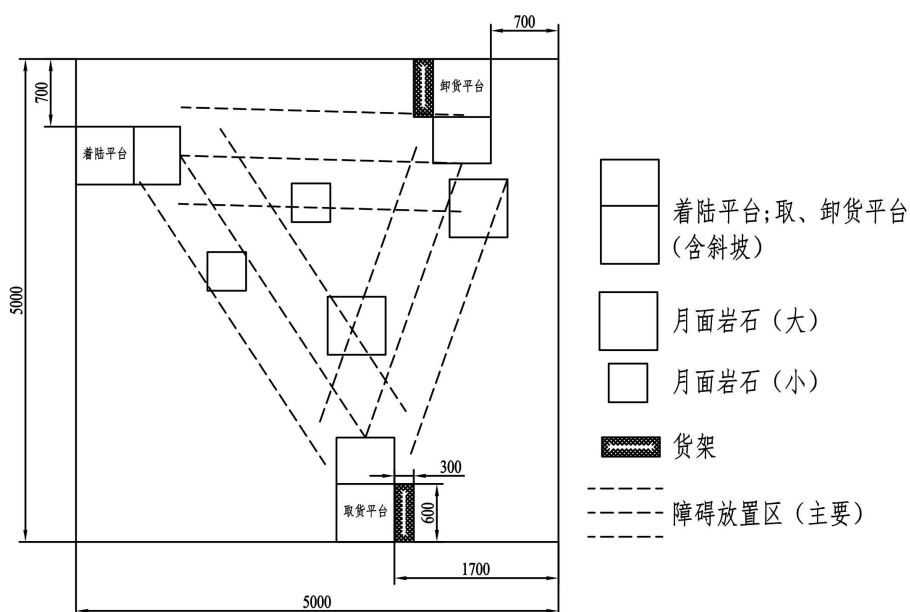 700
700
卸货平台
着陆平台
着陆平台;取、卸货平台
(含斜坡)
5000
月面岩石(大)
月面岩石(小)
货架
300
取货平台
600
障碍放置区(主要)
1700
5000